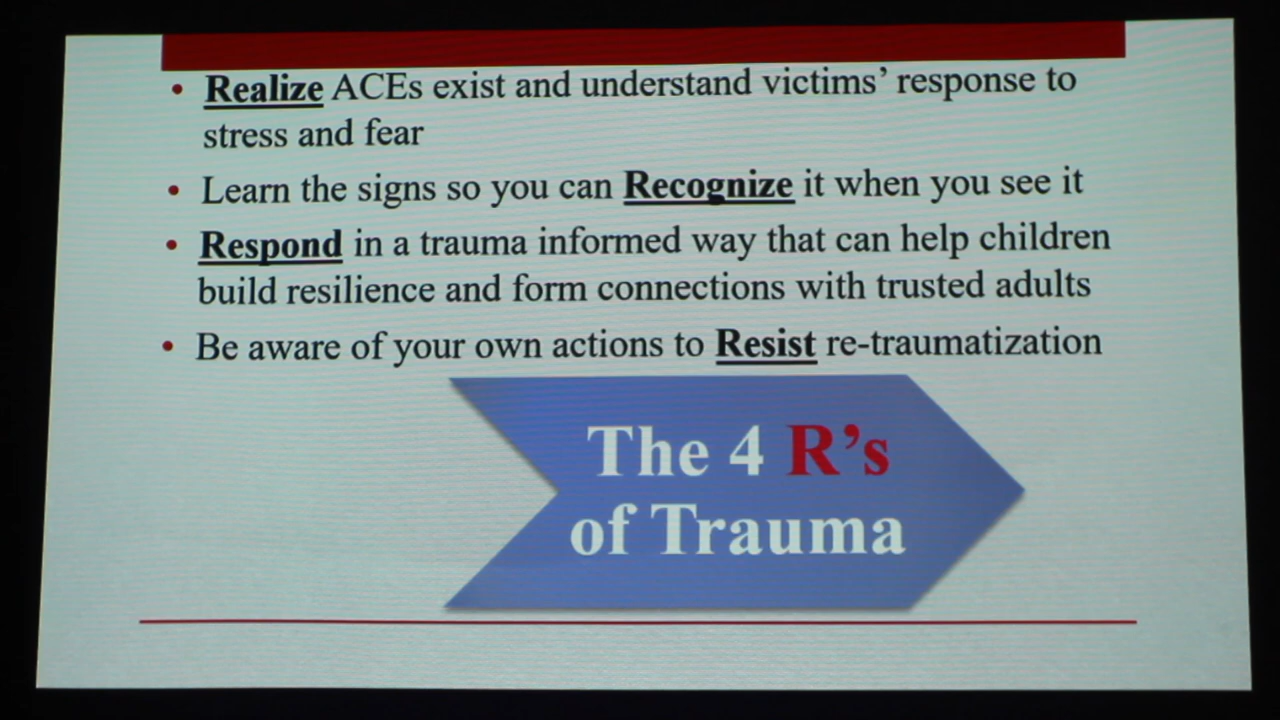 • Realize ACEs exist and understand victims’ response to
stress and fear
• Learn the signs so you can Recognize it when you see it
• Respond in a trauma informed way that can help children
build resilience and form connections with trusted adults
• Be aware of your own actions to Resist re-traumatization
The 4 R’s
of Trauma